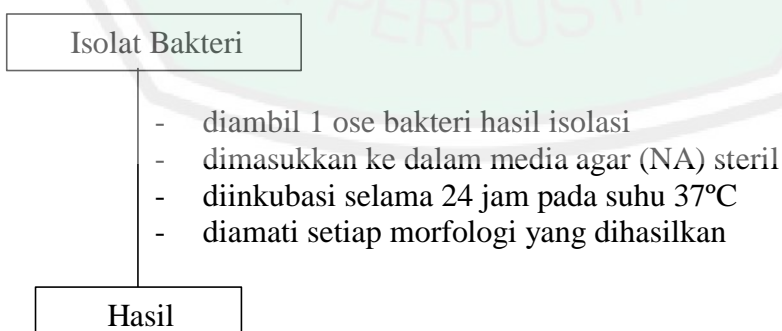 PERPUST
Isolat Bakteri
- diambil 1 ose bakteri hasil isolasi
- dimasukkan ke dalam media agar (NA) steril
- diinkubasi selama 24 jam pada suhu 37ºC
- diamati setiap morfologi yang dihasilkan
Hasil